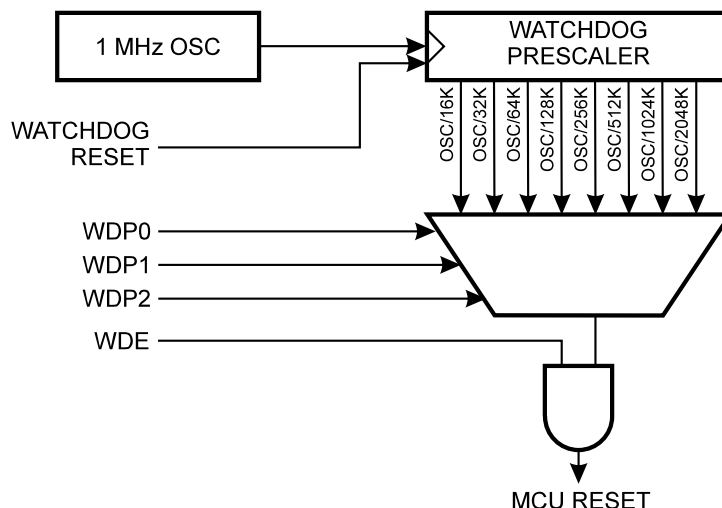 1 MHz OSC
WATCHDOG
PRESCALER
WATCHDOG
RESET
OSC/16K
OSC/32K
OSC/64K
OSC/128K
OSC/256K
OSC/512K
OSC/1024K
OSC/2048K
WDP0
WDP1
WDP2
WDE
MCU RESET